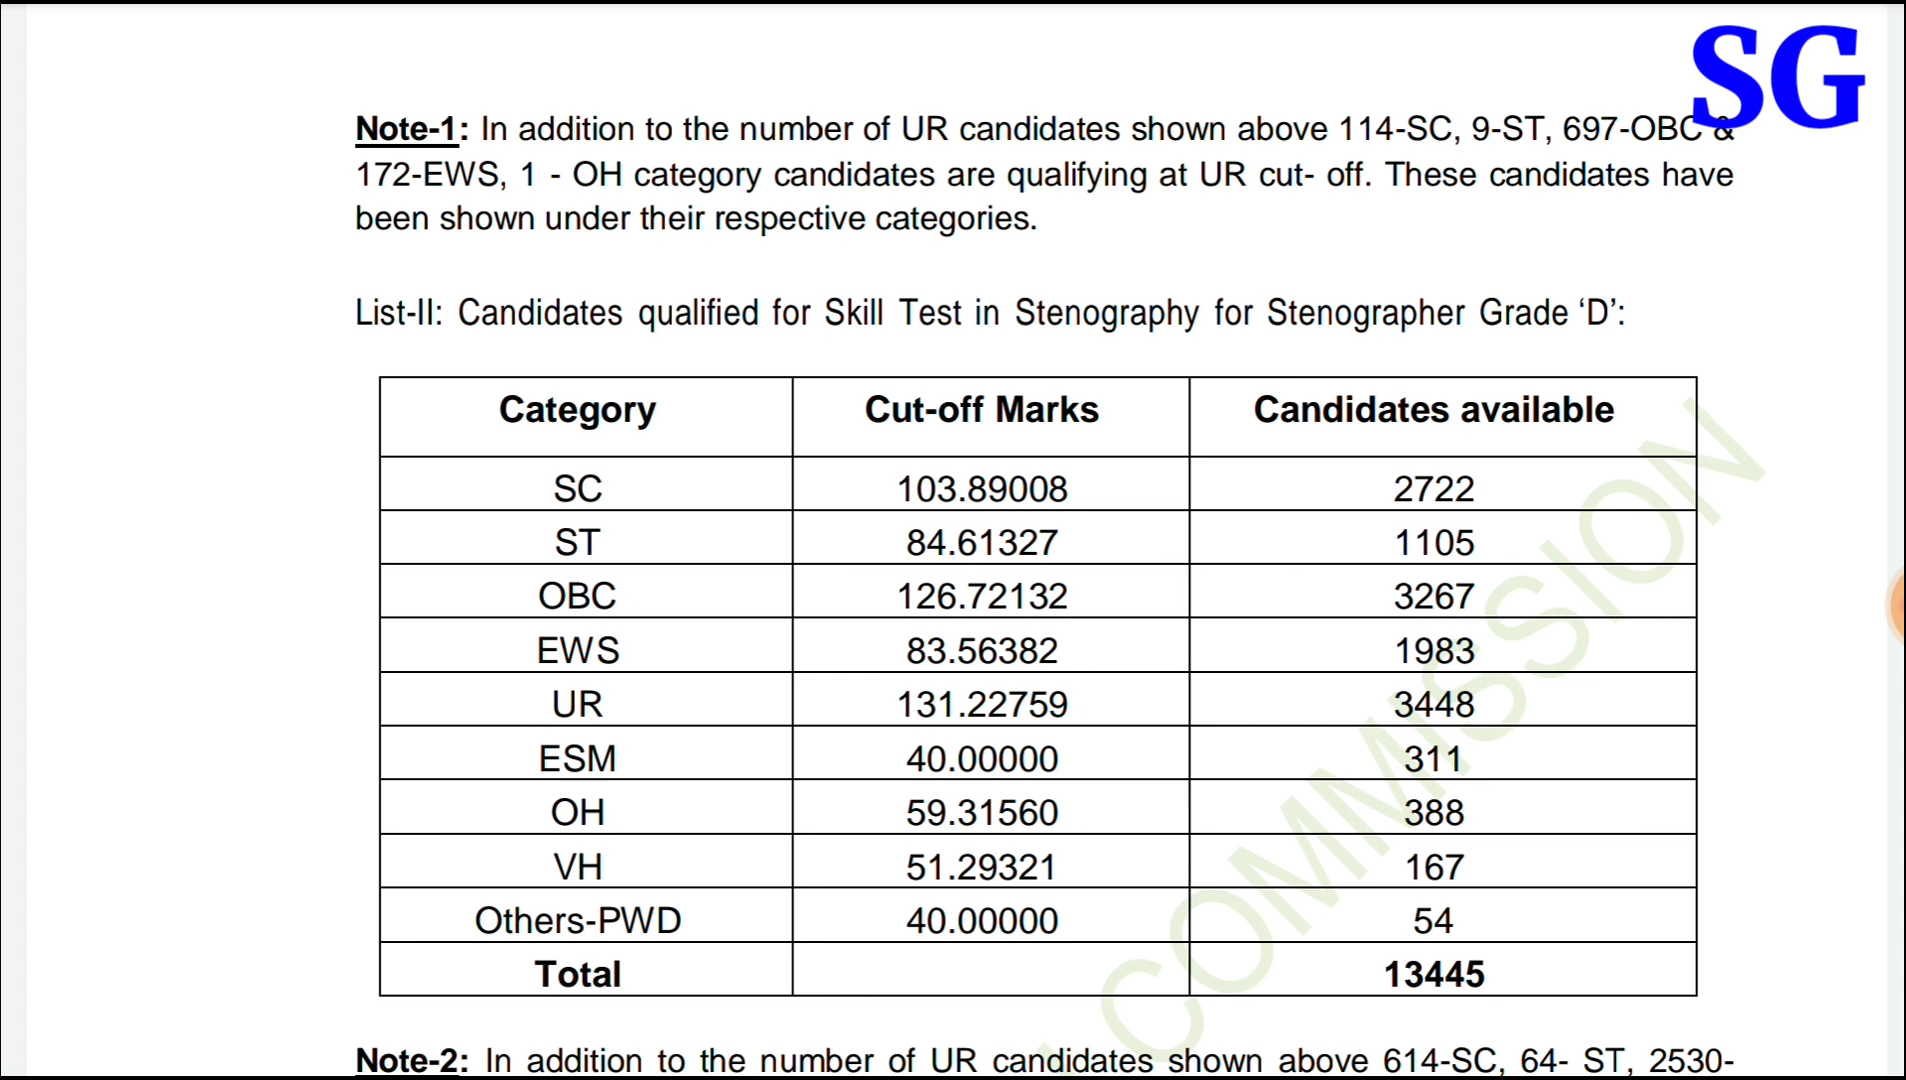 SG
Note-1: In addition to the number of UR candidates shown above 114-SC, 9-ST, 697-OBC &
172-EWS, 1 - OH category candidates are qualifying at UR cut- off. These candidates have
been shown under their respective categories.
List-II: Candidates qualified for Skill Test in Stenography for Stenographer Grade ‘D’:
Category Cut-off Marks Candidates available
SC 103.89008 2722
ST 84.61327 1105
OBC 126.72132 3267
EWS 83.56382 1983
UR 131.22759 3448
ESM 40.00000 311
OH 59.31560 388
VH 51.29321 167
Others-PWD 40.00000 54
Total 13445
COMMISSION
Note-2: In addition to the number of UR candidates shown above 614-SC, 64- ST, 2530-